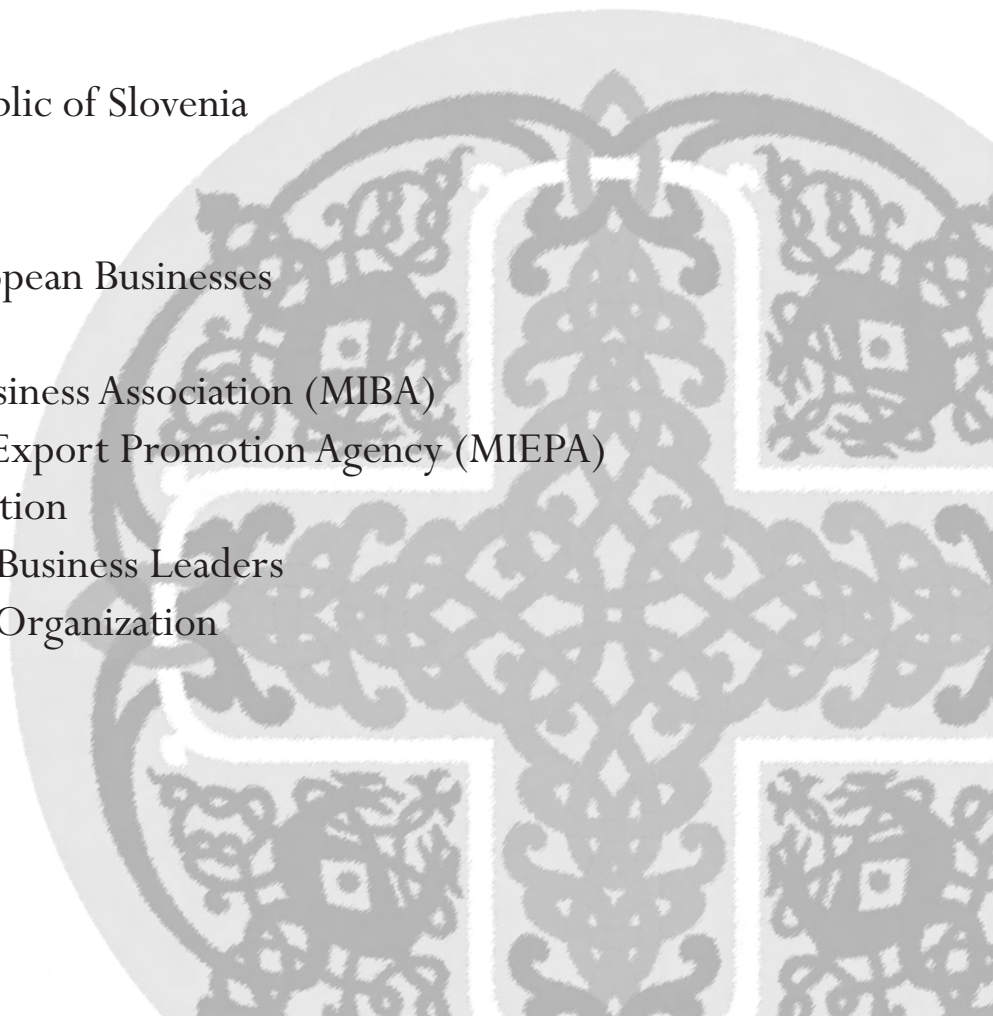 blic of Slovenia
pean Businesses
siness Association (MIBA)
Export Promotion Agency (MIEPA)
tion
Business Leaders
Organization